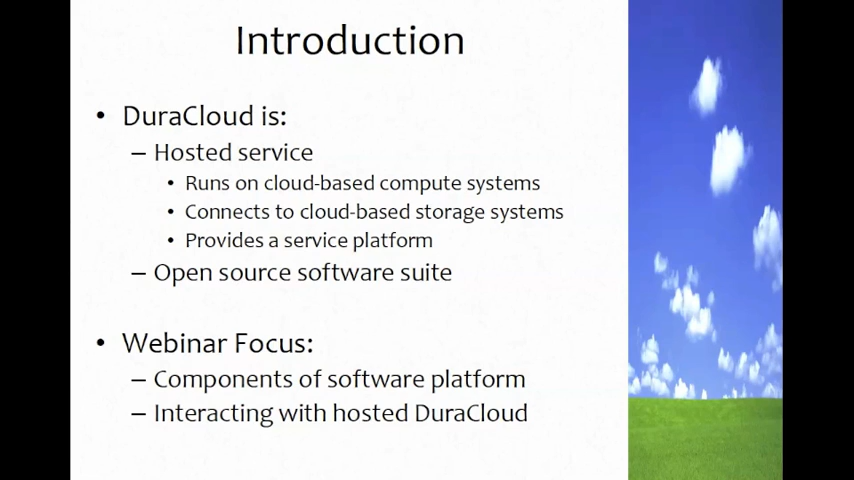 Introduction
• DuraCloud is:
– Hosted service
• Runs on cloud-based compute systems
• Connects to cloud-based storage systems
• Provides a service platform
– Open source software suite
• Webinar Focus:
– Components of software platform
– Interacting with hosted DuraCloud